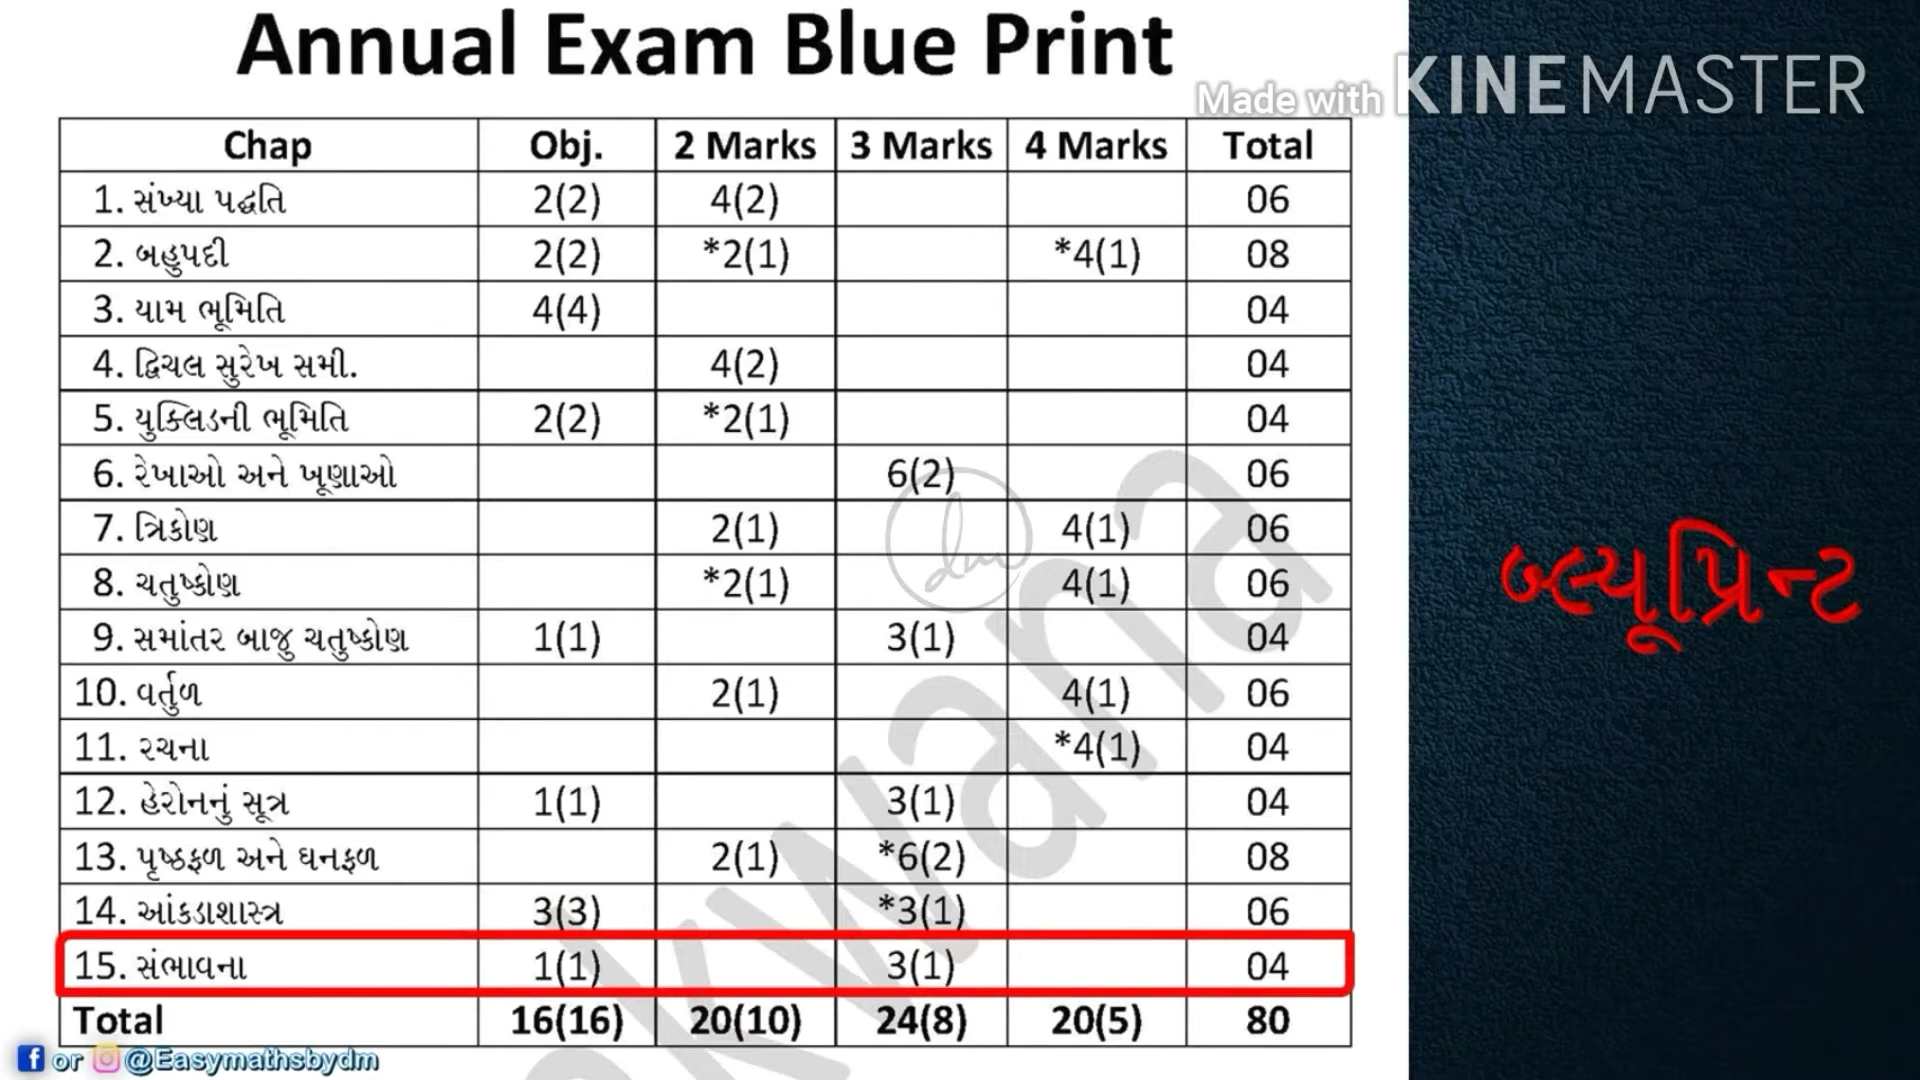 Annual Exam Blue Print
Made with KINEMASTER
Chap Obj. 2 Marks 3 Marks 4 Marks Total
1. સંખ્યા પદ્ધતિ 2(2) 4(2) 06
2. બહુપદી 2(2) *2(1) *4(1) 08
3. યામ ભૂમિતિ 4(4) 04
4. દ્વિચલ સુરેખ સમી. 4(2) 04
5. યુક્લિડની ભૂમિતિ 2(2) *2(1) 04
6. રેખાઓ અને ખૂણાઓ 6(2) 06
7. ત્રિકોણ 2(1) 4(1) 06
8. ચતુષ્કોણ *2(1) 4(1) 06
9. સમાંતર બાજુ ચતુષ્કોણ 1(1) 3(1) 04
10. વર્તુળ 2(1) 4(1) 06
11. રચના *4(1) 04
12. હેરોનનું સૂત્ર 1(1) 3(1) 04
13. પૃષ્ઠફળ અને ઘનફળ 2(1) *6(2) 08
14. આંકડાશાસ્ત્ર 3(3) *3(1) 06
15. સંભાવના 1(1) 3(1) 04
Total 16(16) 20(10) 24(8) 20(5) 80
બ્લ્યૂપ્રિન્ટ
dm
kwana
f or @Easymathsbydm